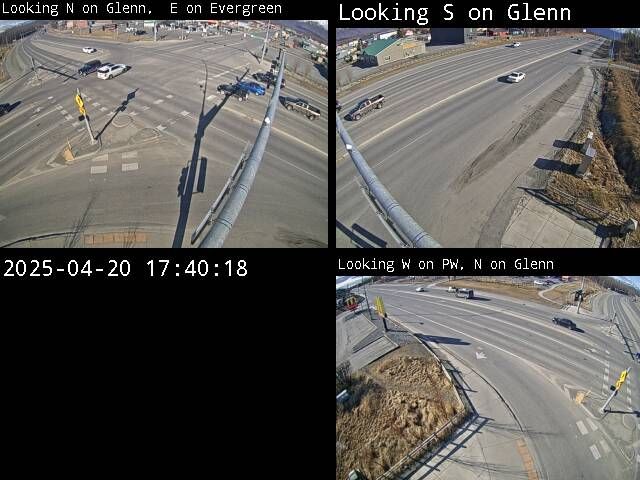 Looking N on Glenn,  E on Evergreen
Looking S on Glenn
2025-04-20 17:40:18
Looking W on PW, N on Glenn